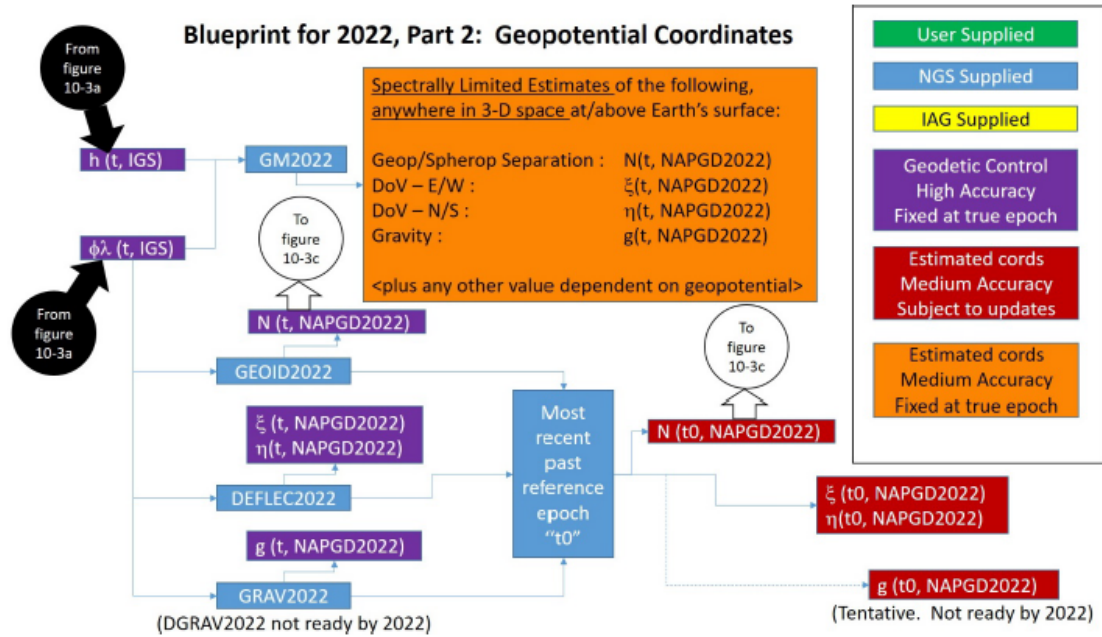 Blueprint for 2022, Part 2: Geopotential Coordinates
From
figure
10-3a
h (t, IGS)
ϕλ (t, IGS)
From
figure
10-3a
GM2022
Spectrally Limited Estimates of the following,
anywhere in 3-D space at/above Earth's surface:
Geop/Spherop Separation : N(t, NAPGD2022)
DoV – E/W : ξ(t, NAPGD2022)
DoV – N/S : η(t, NAPGD2022)
Gravity : g(t, NAPGD2022)
<plus any other value dependent on geopotential>
To
figure
10-3c
N (t, NAPGD2022)
GEOID2022
ξ (t, NAPGD2022)
η(t, NAPGD2022)
DEFLEC2022
g (t, NAPGD2022)
GRAV2022
(DGRAV2022 not ready by 2022)
Most
recent
past
reference
epoch
"t0"
To
figure
10-3c
N (t0, NAPGD2022)
ξ (t0, NAPGD2022)
η(t0, NAPGD2022)
g (t0, NAPGD2022)
(Tentative. Not ready by 2022)
User Supplied
NGS Supplied
IAG Supplied
Geodetic Control
High Accuracy
Fixed at true epoch
Estimated cords
Medium Accuracy
Subject to updates
Estimated cords
Medium Accuracy
Fixed at true epoch